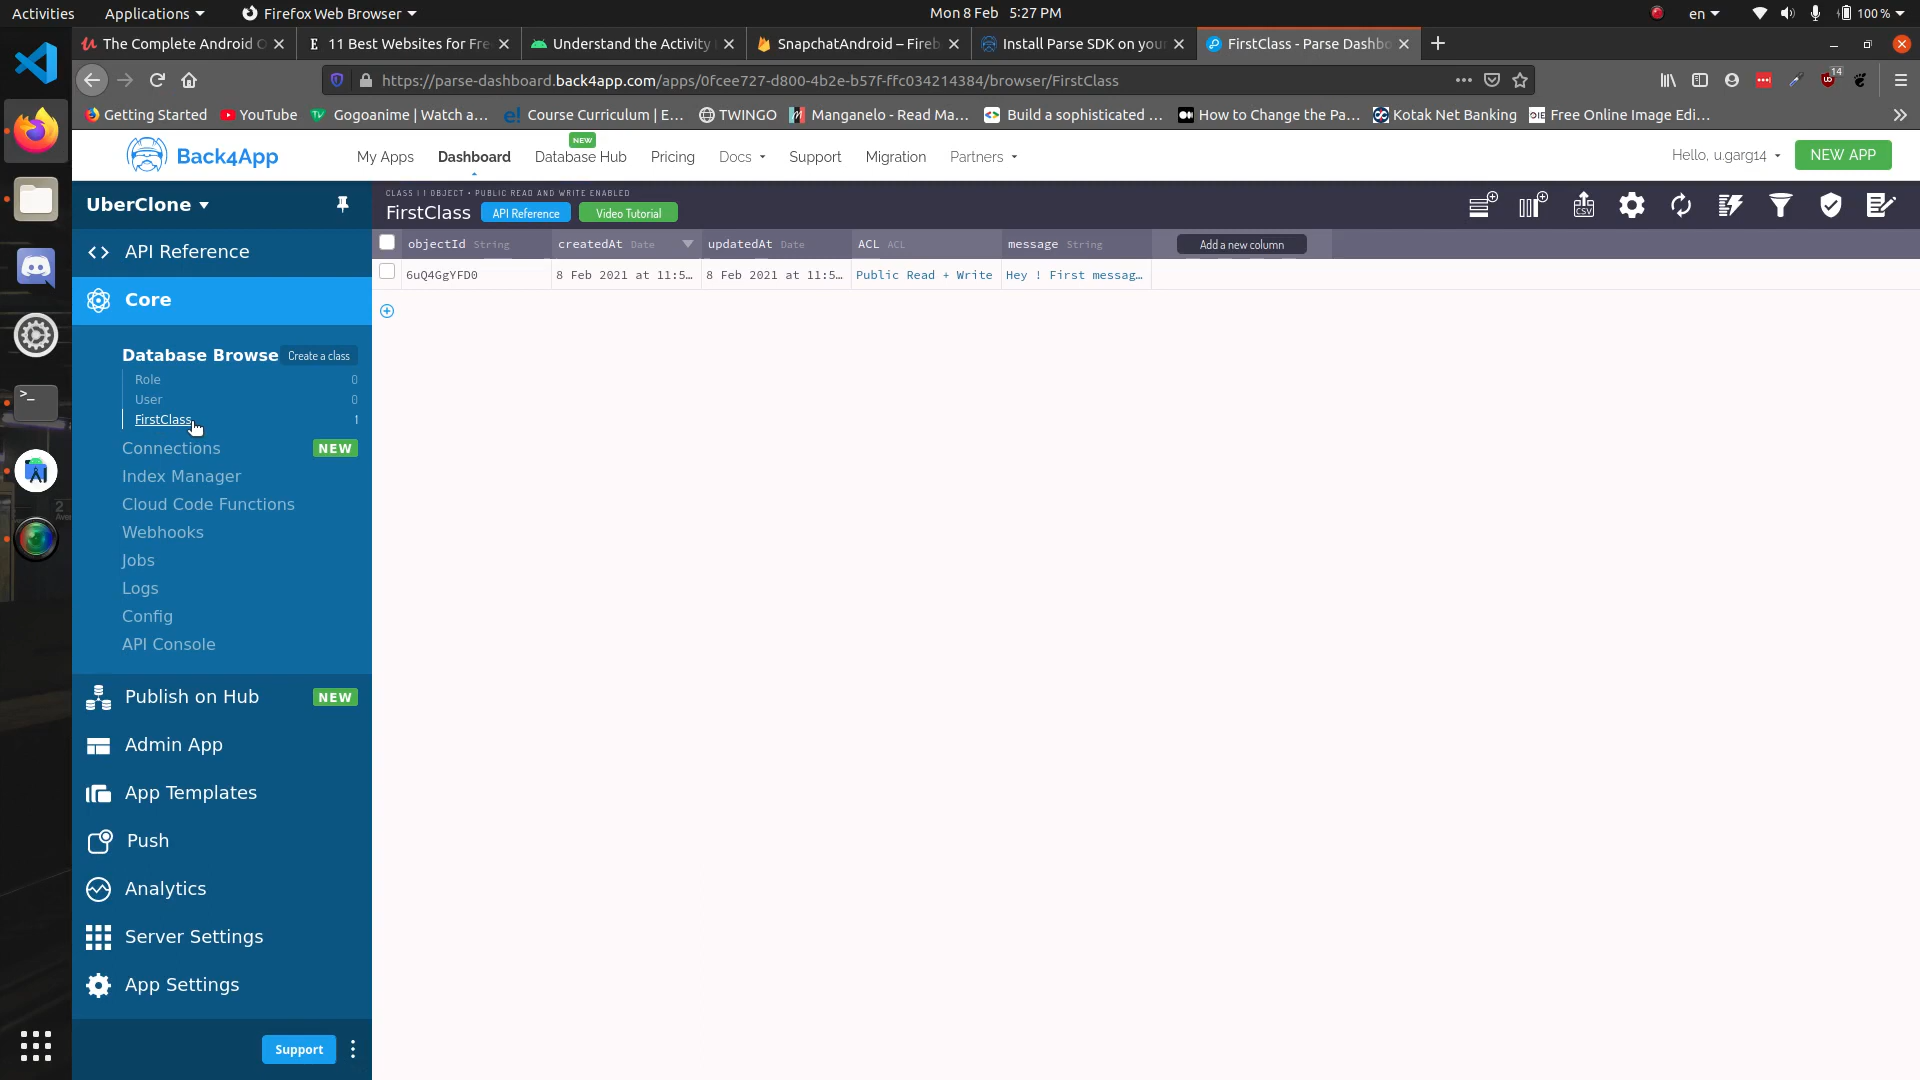 Activities Applications Firefox Web Browser Mon 8 Feb 5:27 PM en 100 %
The Complete Android O 11 Best Websites for Fre Understand the Activity SnapchatAndroid – Fireb Install Parse SDK on your FirstClass - Parse Dashbo
https://parse-dashboard.back4app.com/apps/0fcee727-d800-4b2e-b57f-ffc034214384/browser/FirstClass 14
Getting Started YouTube Gogoanime | Watch a... Course Curriculum | E... TWINGO Manganelo - Read Ma... Build a sophisticated ... How to Change the Pa... Kotak Net Banking Free Online Image Edi...
NEW
Back4App My Apps Dashboard Database Hub Pricing Docs Support Migration Partners Hello, u.garg14 NEW APP
UberClone
CLASS | 1 OBJECT • PUBLIC READ AND WRITE ENABLED
FirstClass API Reference Video Tutorial CSV
objectId String createdAt Date updatedAt Date ACL ACL message String Add a new column
6uQ4GgYFD0 8 Feb 2021 at 11:5... 8 Feb 2021 at 11:5... Public Read + Write Hey ! First messag...
API Reference
Core
Database Browse Create a class
Role 0
User 0
FirstClass 1
Connections NEW
Index Manager
Cloud Code Functions
Webhooks
Jobs
Logs
Config
API Console
Publish on Hub NEW
Admin App
App Templates
Push
Analytics
Server Settings
App Settings
Support